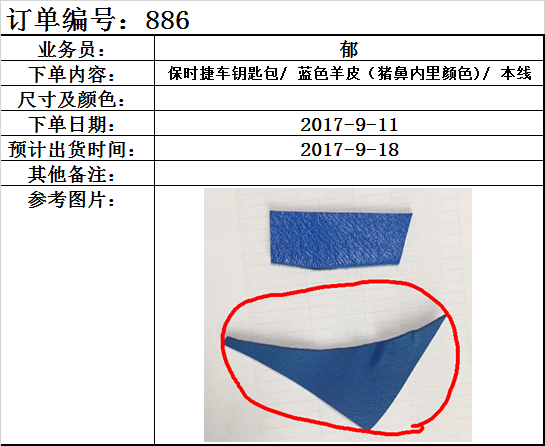 订单编号：886
业务员： 郁
下单内容： 保时捷车钥匙包/ 蓝色羊皮（猪鼻内里颜色）/ 本线
尺寸及颜色：
下单日期： 2017-9-11
预计出货时间： 2017-9-18
其他备注：
参考图片：